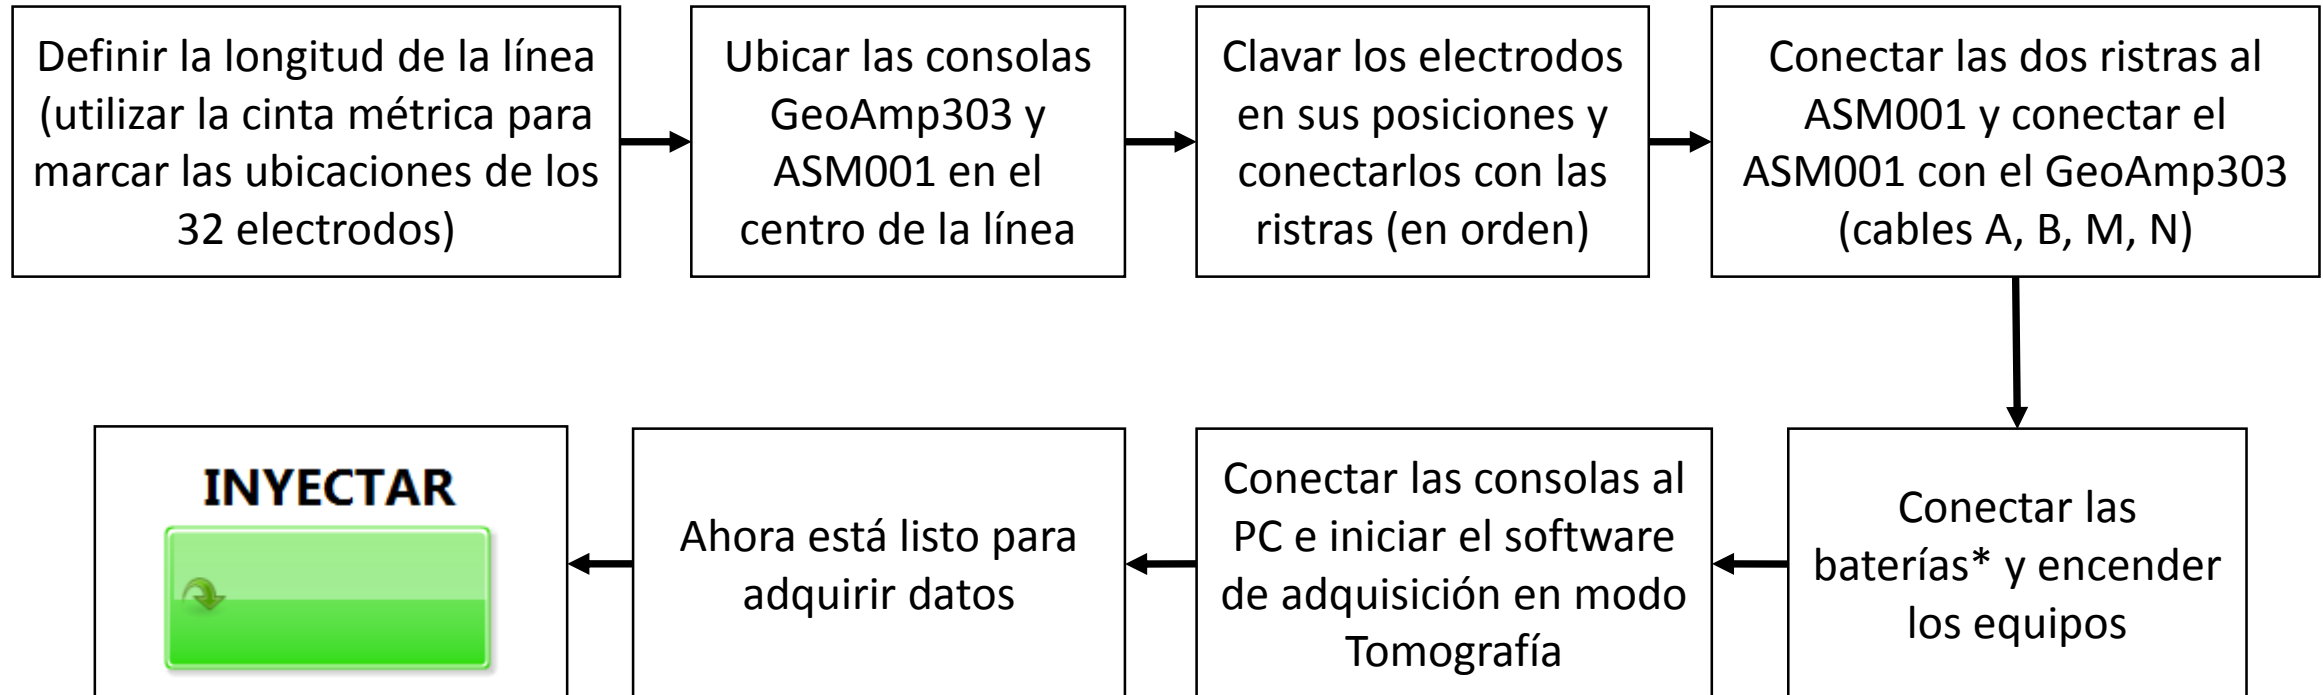 Definir la longitud de la línea
(utilizar la cinta métrica para
marcar las ubicaciones de los
32 electrodos)
Ubicar las consolas
GeoAmp303 y
ASM001 en el
centro de la línea
Clavar los electrodos
en sus posiciones y
conectarlos con las
ristras (en orden)
Conectar las dos ristras al
ASM001 y conectar el
ASM001 con el GeoAmp303
(cables A, B, M, N)
Conectar las
baterías* y encender
los equipos
Conectar las consolas al
PC e iniciar el software
de adquisición en modo
Tomografía
Ahora está listo para
adquirir datos
INYECTAR